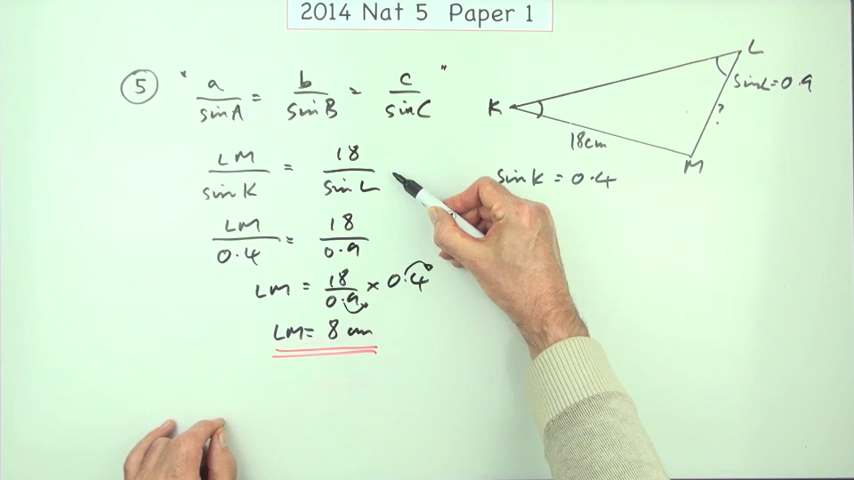 2014 Nat 5 Paper 1
5 " a/sinA = b/sinB = c/sinC "
LM/sinK = 18/sinL
LM/0.4 = 18/0.9
LM = 18/0.9 × 0.4
LM = 8 cm
L
K
sinL=0.9
?
18cm
M
sinK = 0.4